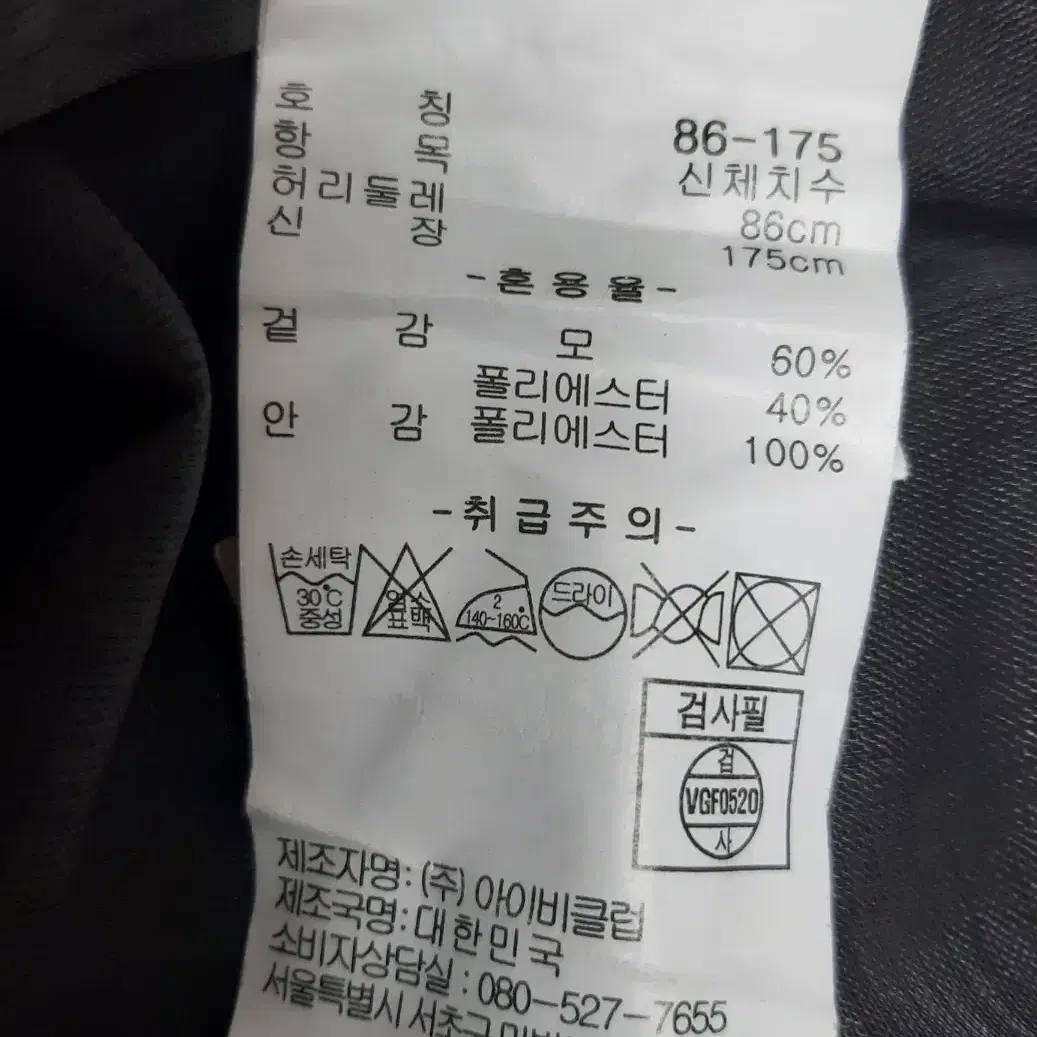 호 칭 86-175
항 목 신체치수
허리둘레 86cm
신 장 175cm
-혼용율-
겉 감 모 60%
폴리에스터 40%
안 감 폴리에스터 100%
-취급주의-
손세탁
30℃
중성
염소
표백
2
140~160℃
드라이
검사필
검
VGF0520
사
제조자명: (주) 아이비클럽
제조국명: 대한민국
소비자상담실 : 080-527-7655
서울특별시 서초구